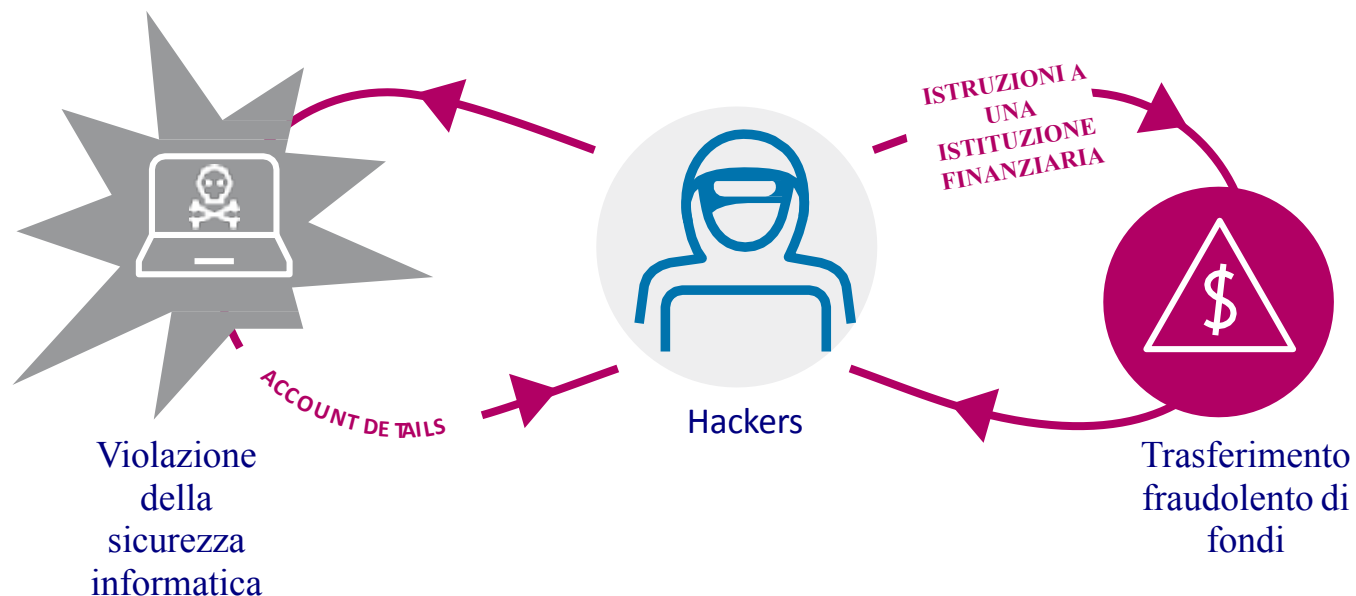 ISTRUZIONI A
UNA
ISTITUZIONE
FINANZIARIA
ACCOUNT DETAILS
Hackers
Violazione
della
sicurezza
informatica
Trasferimento
fraudolento di
fondi